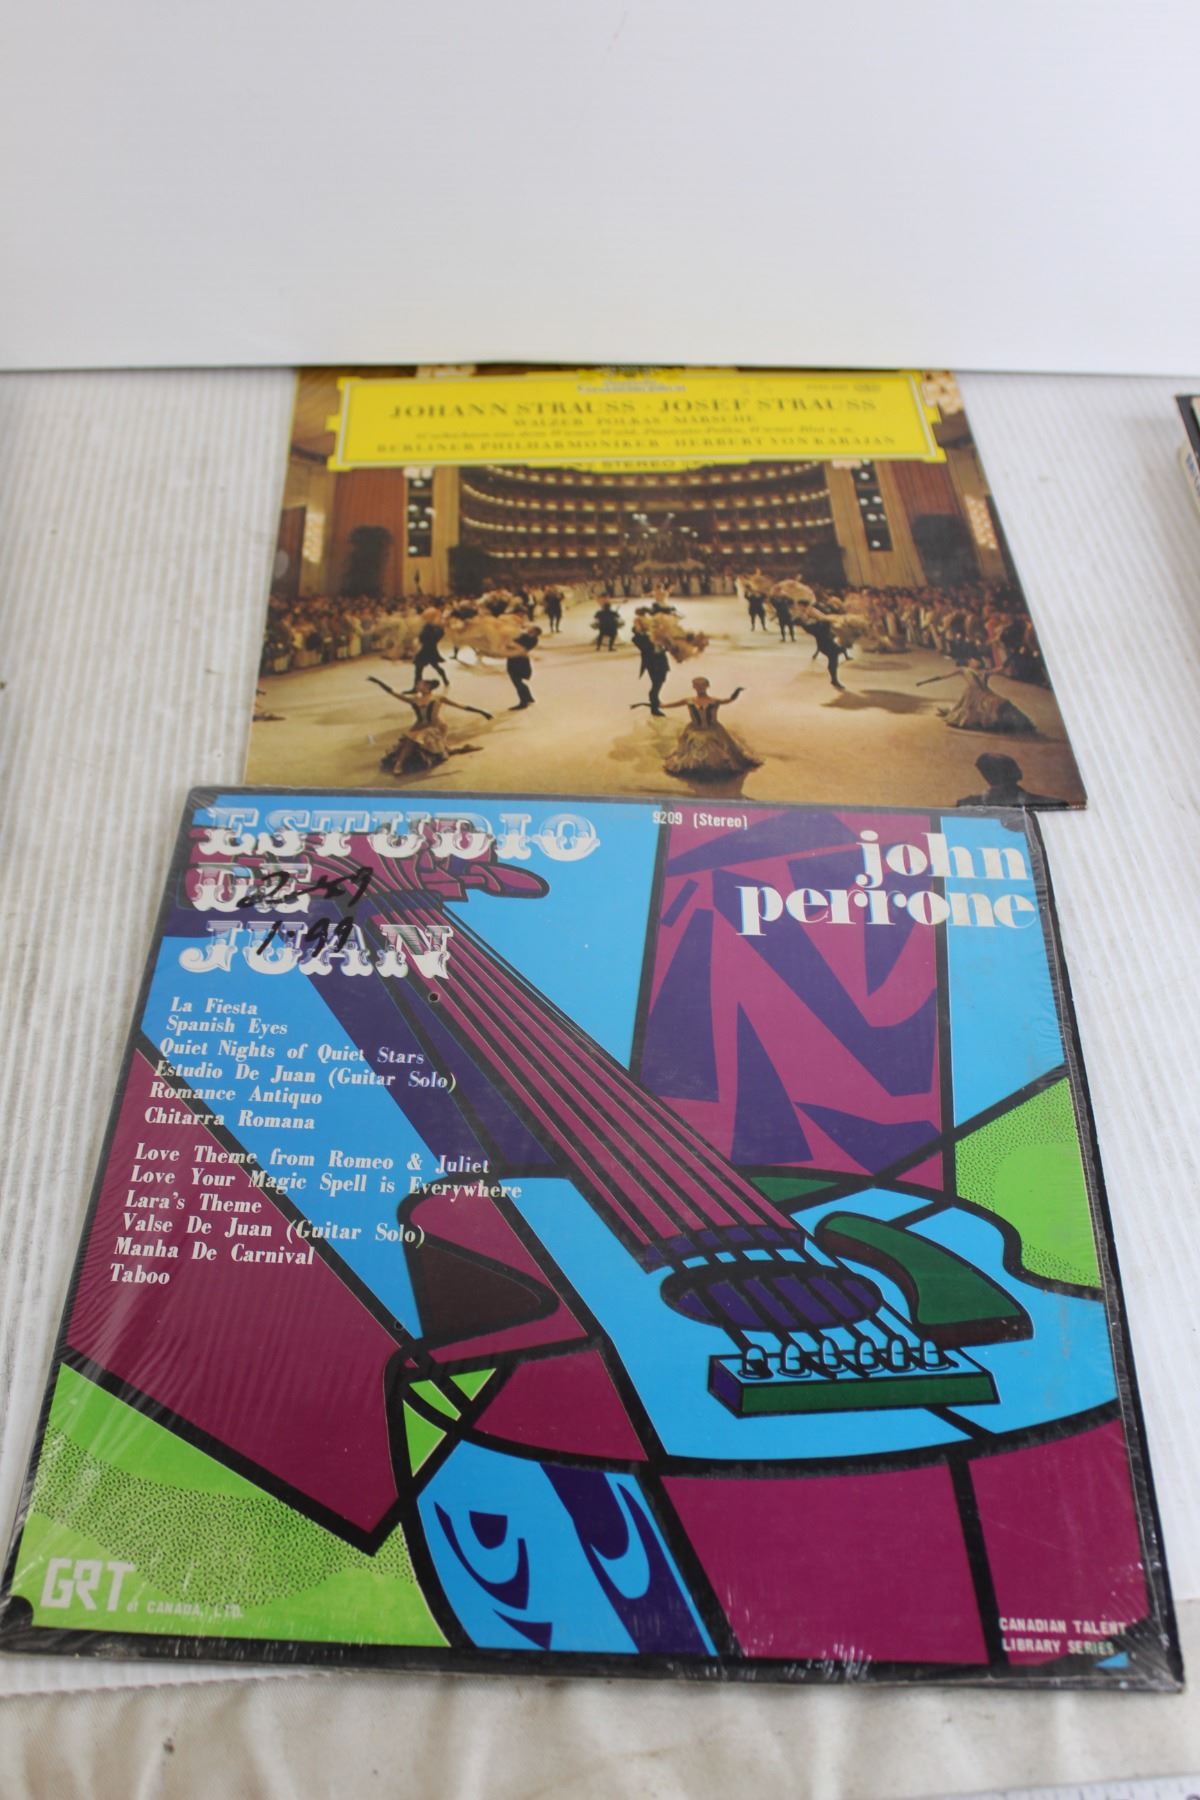 JOHANN STRAUSS · JOSEF STRAUSS
WALZER · POLKAS · MÄRSCHE
BERLINER PHILHARMONIKER · HERBERT VON KARAJAN
STEREO
ESTUDIO
DE
JUAN
1.99
9209 (Stereo)
john
perrone
La Fiesta
Spanish Eyes
Quiet Nights of Quiet Stars
Estudio De Juan (Guitar Solo)
Romance Antiquo
Chitarra Romana
Love Theme from Romeo & Juliet
Love Your Magic Spell is Everywhere
Lara's Theme
Valse De Juan (Guitar Solo)
Manha De Carnival
Taboo
GRT of CANADA, LTD.
CANADIAN TALENT
LIBRARY SERIES